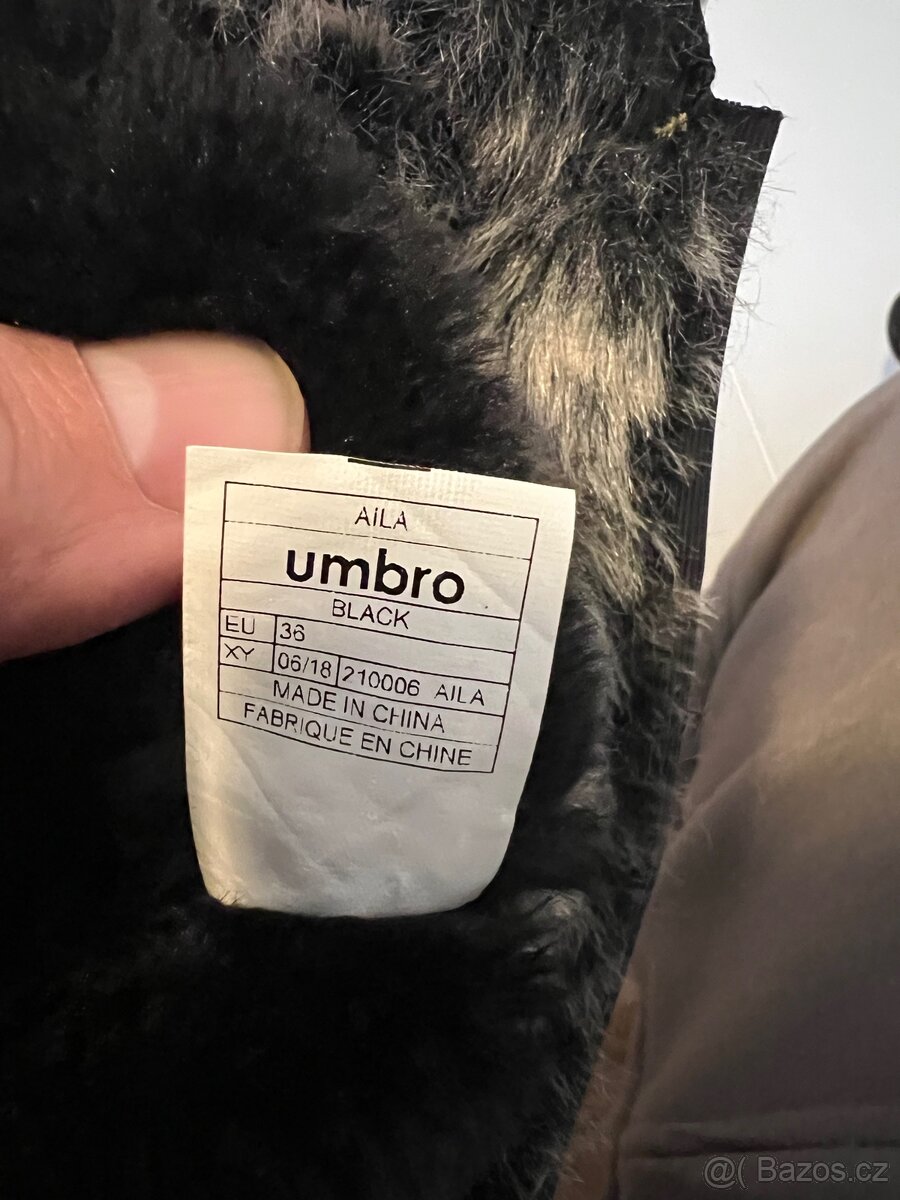 AILA
umbro
BLACK
EU 36
XY 06/18 210006 AILA
MADE IN CHINA
FABRIQUE EN CHINE
@( Bazos.cz